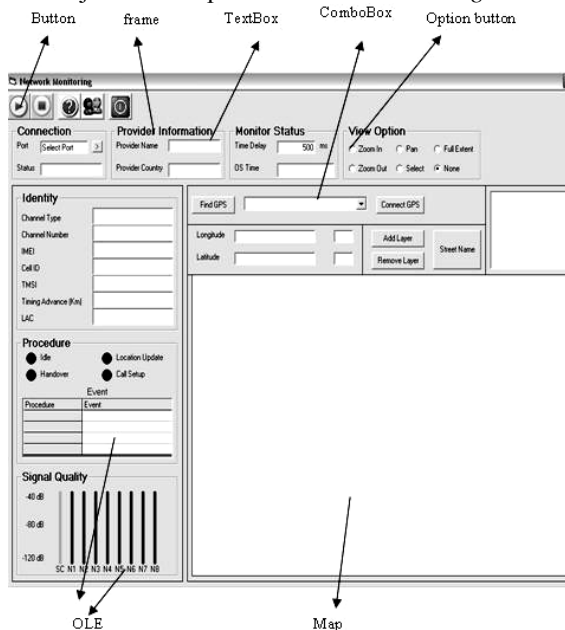 Button frame TextBox ComboBox Option button
Network Monitoring
Connection Provider Information Monitor Status View Option
Port Select Port > Provider Name Time Delay 500 ms Zoom In Pan Full Extent
Status Provider Country OS Time Zoom Out Select None
Identity
Channel Type
Channel Number
IMEI
Cell ID
TMSI
Timing Advance (Km)
LAC
Find GPS Connect GPS
Longitude Add Layer Street Name
Latitude Remove Layer
Procedure
Idle Location Update
Handover Call Setup
Event
Procedure Event
Signal Quality
-40 dB
-80 dB
-120 dB
SC N1 N2 N3 N4 N5 N6 N7 N8
OLE Map